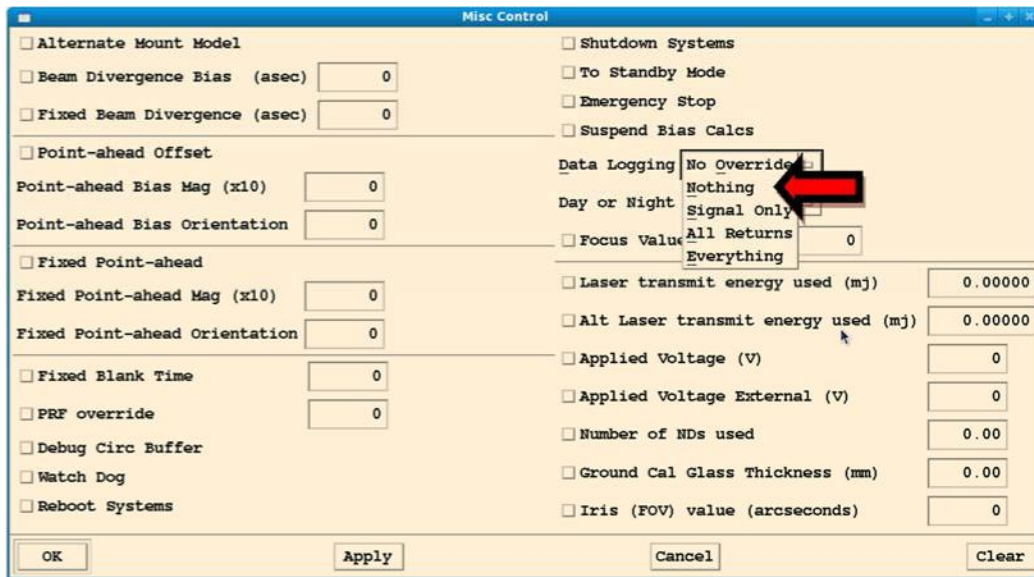 Misc Control
Alternate Mount Model
Beam Divergence Bias (asec) 0
Fixed Beam Divergence (asec) 0
Point-ahead Offset
Point-ahead Bias Mag (x10) 0
Point-ahead Bias Orientation 0
Fixed Point-ahead
Fixed Point-ahead Mag (x10) 0
Fixed Point-ahead Orientation 0
Fixed Blank Time 0
PRF override 0
Debug Circ Buffer
Watch Dog
Reboot Systems
Shutdown Systems
To Standby Mode
Emergency Stop
Suspend Bias Calcs
Data Logging No Override
Nothing
Day or Night
Signal Only
All Returns
Focus Value 0
Everything
Laser transmit energy used (mj) 0.00000
Alt Laser transmit energy used (mj) 0.00000
Applied Voltage (V) 0
Applied Voltage External (V) 0
Number of NDs used 0.00
Ground Cal Glass Thickness (mm) 0.00
Iris (FOV) value (arcseconds) 0
OK Apply Cancel Clear